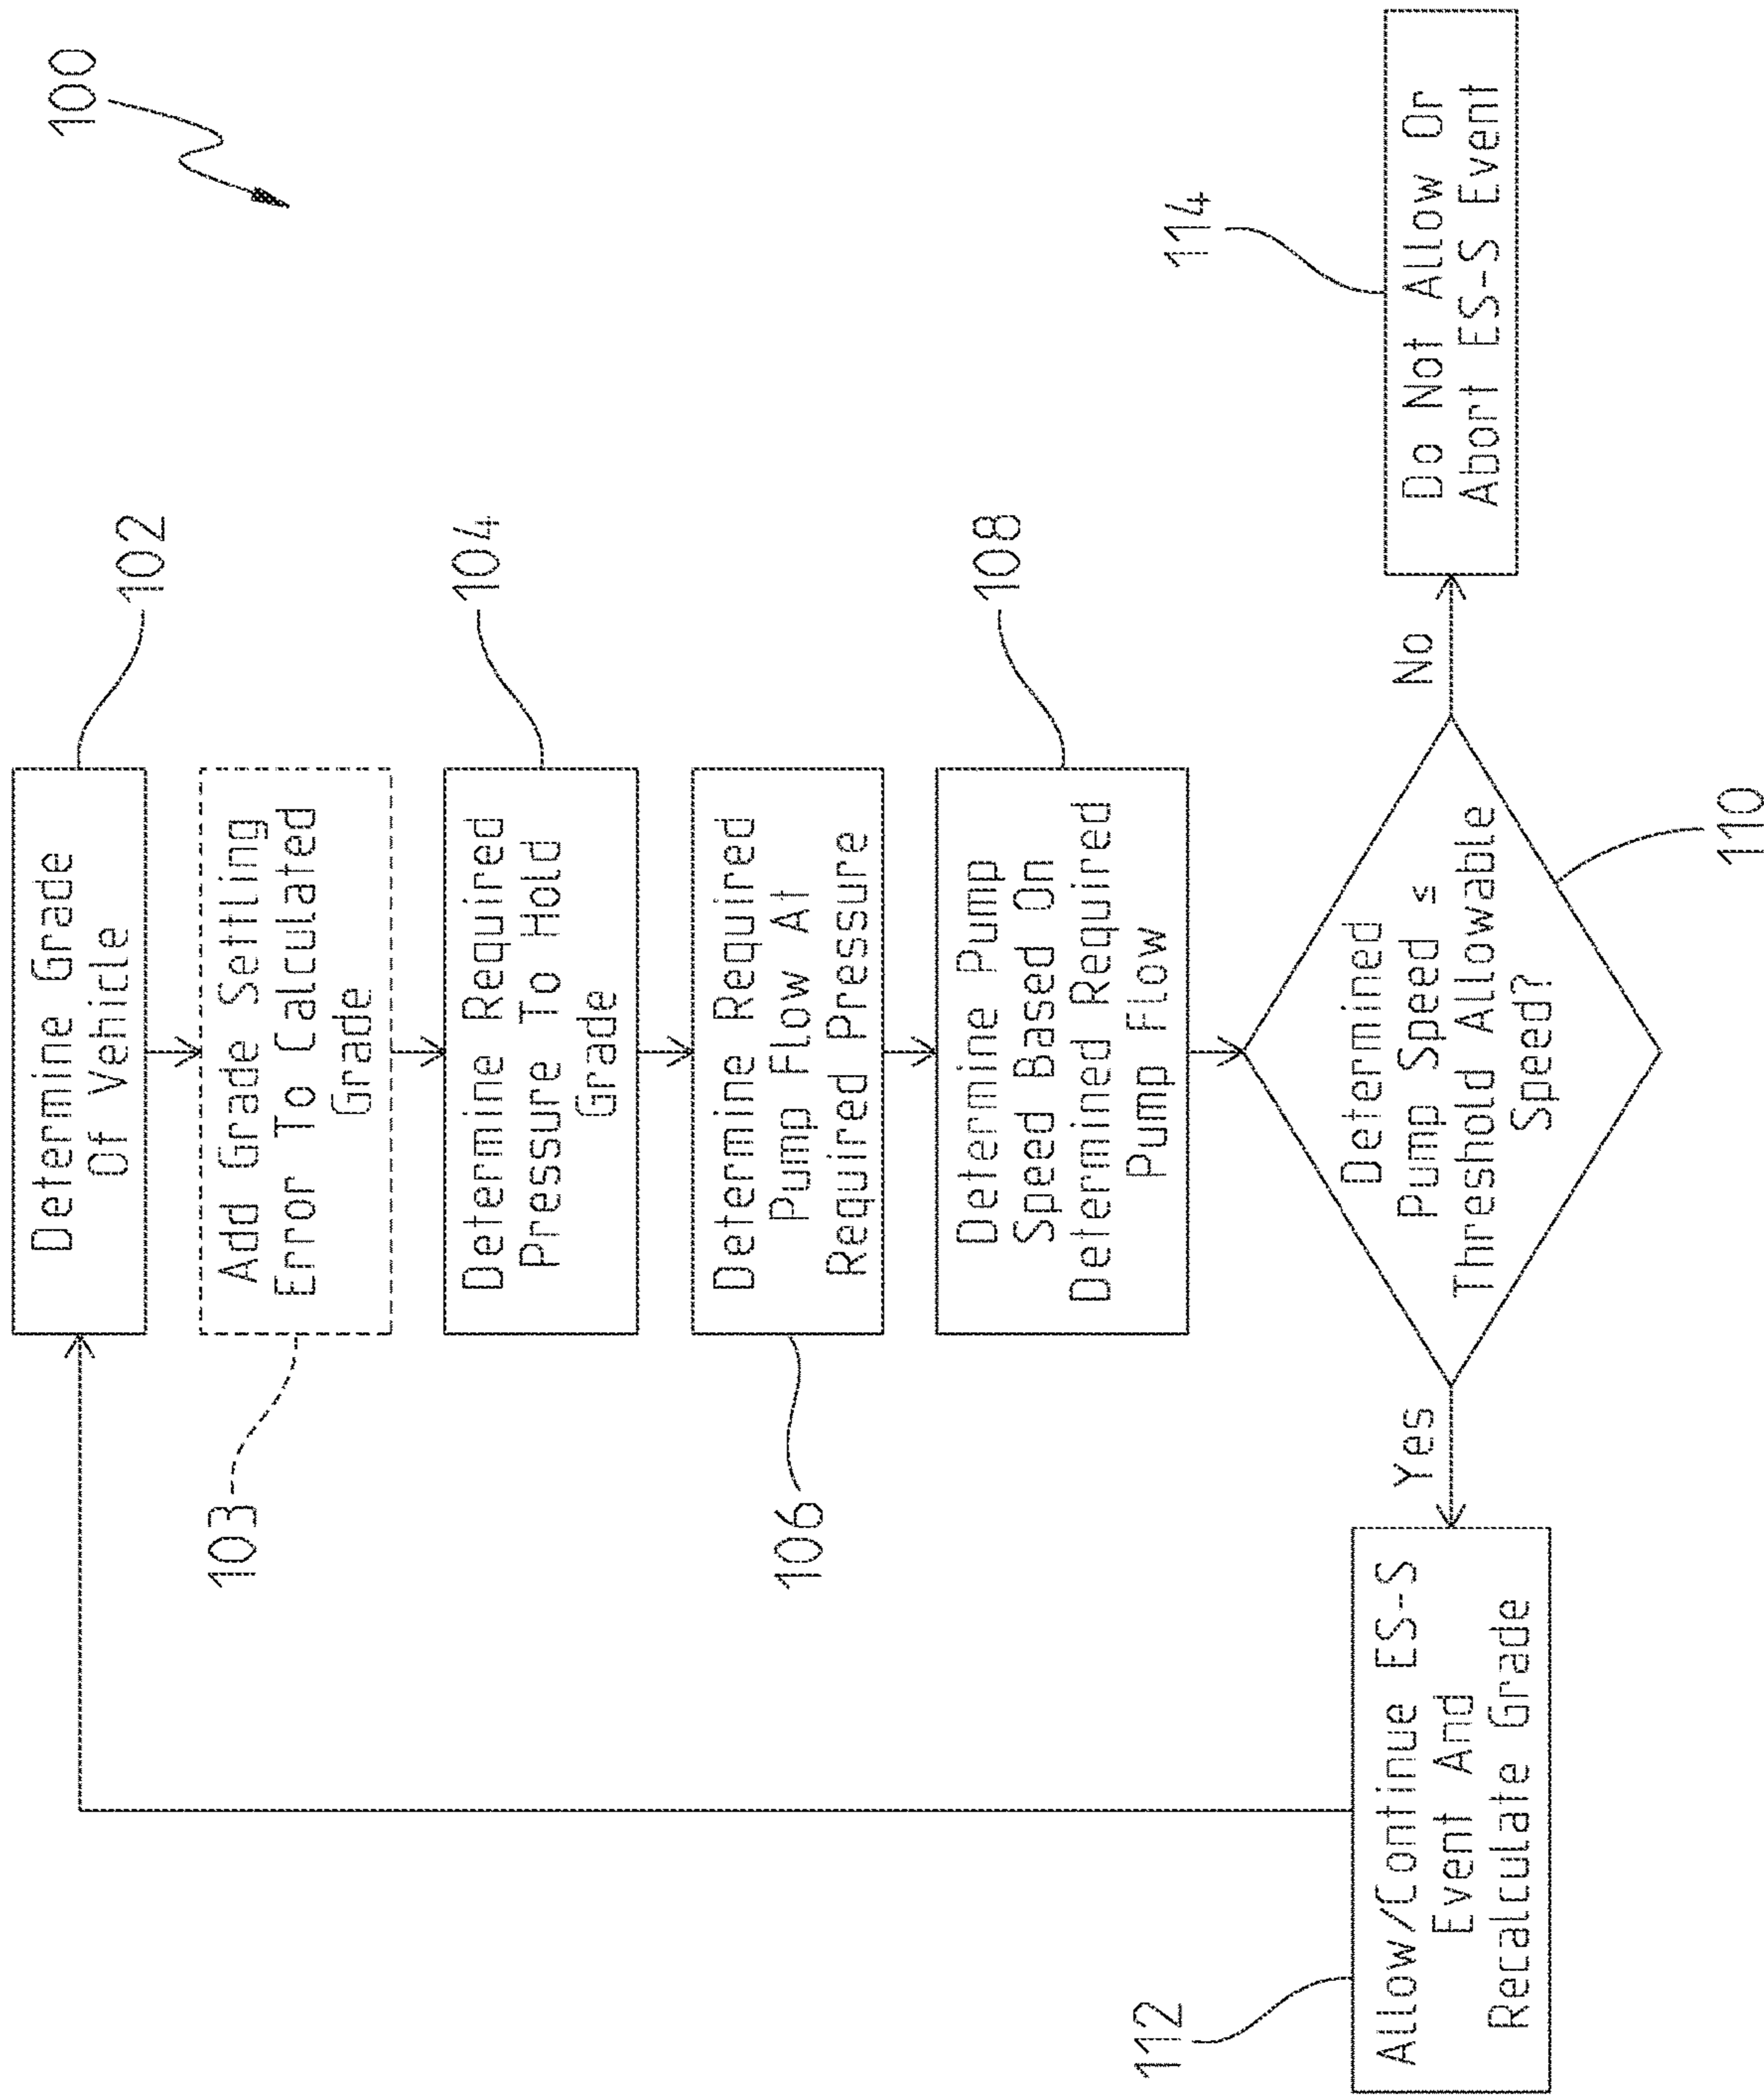 100
Determine Grade
Of Vehicle
102
Add Grade Settling
Error To Calculated
Grade
103
Determine Required
Pressure To Hold
Grade
104
Determine Required
Pump Flow At
Required Pressure
106
Determine Pump
Speed Based On
Determined Required
Pump Flow
108
Determined
Pump Speed ≤
Threshold Allowable
Speed?
110
Yes
No
Allow/Continue ES-S
Event And
Recalculate Grade
112
Do Not Allow Or
Abort ES-S Event
114